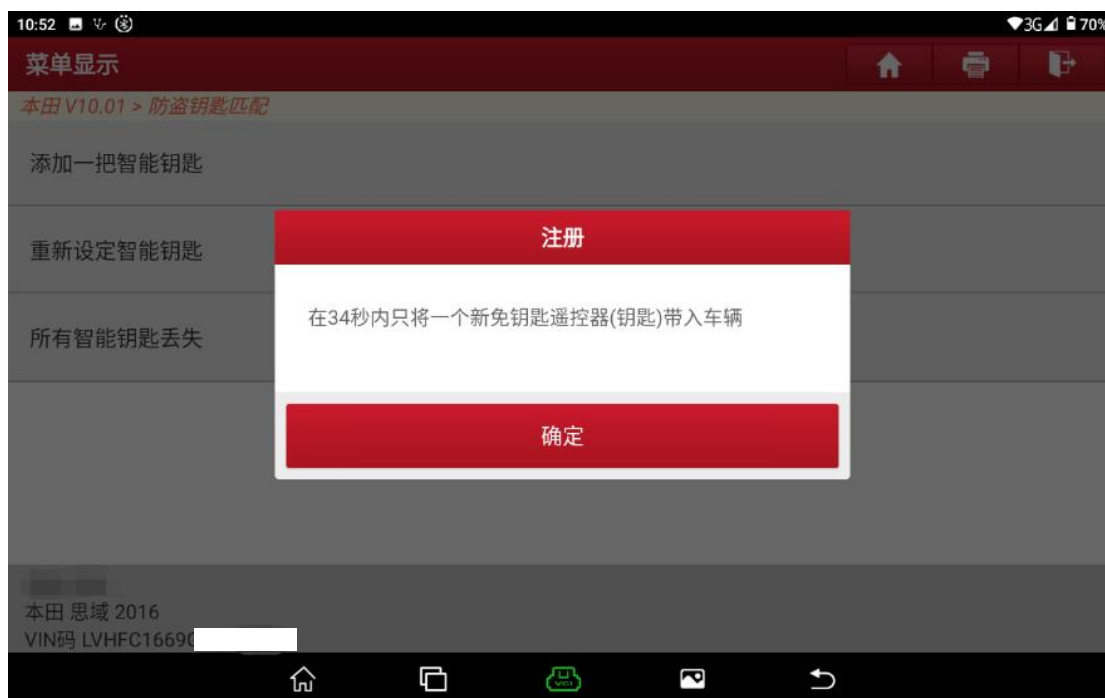 10:52
3G 70%
菜单显示
本田 V10.01 > 防盗钥匙匹配
添加一把智能钥匙
重新设定智能钥匙
所有智能钥匙丢失
注册
在34秒内只将一个新免钥匙遥控器(钥匙)带入车辆
确定
本田 思域 2016
VIN码 LVHFC1669
VCI